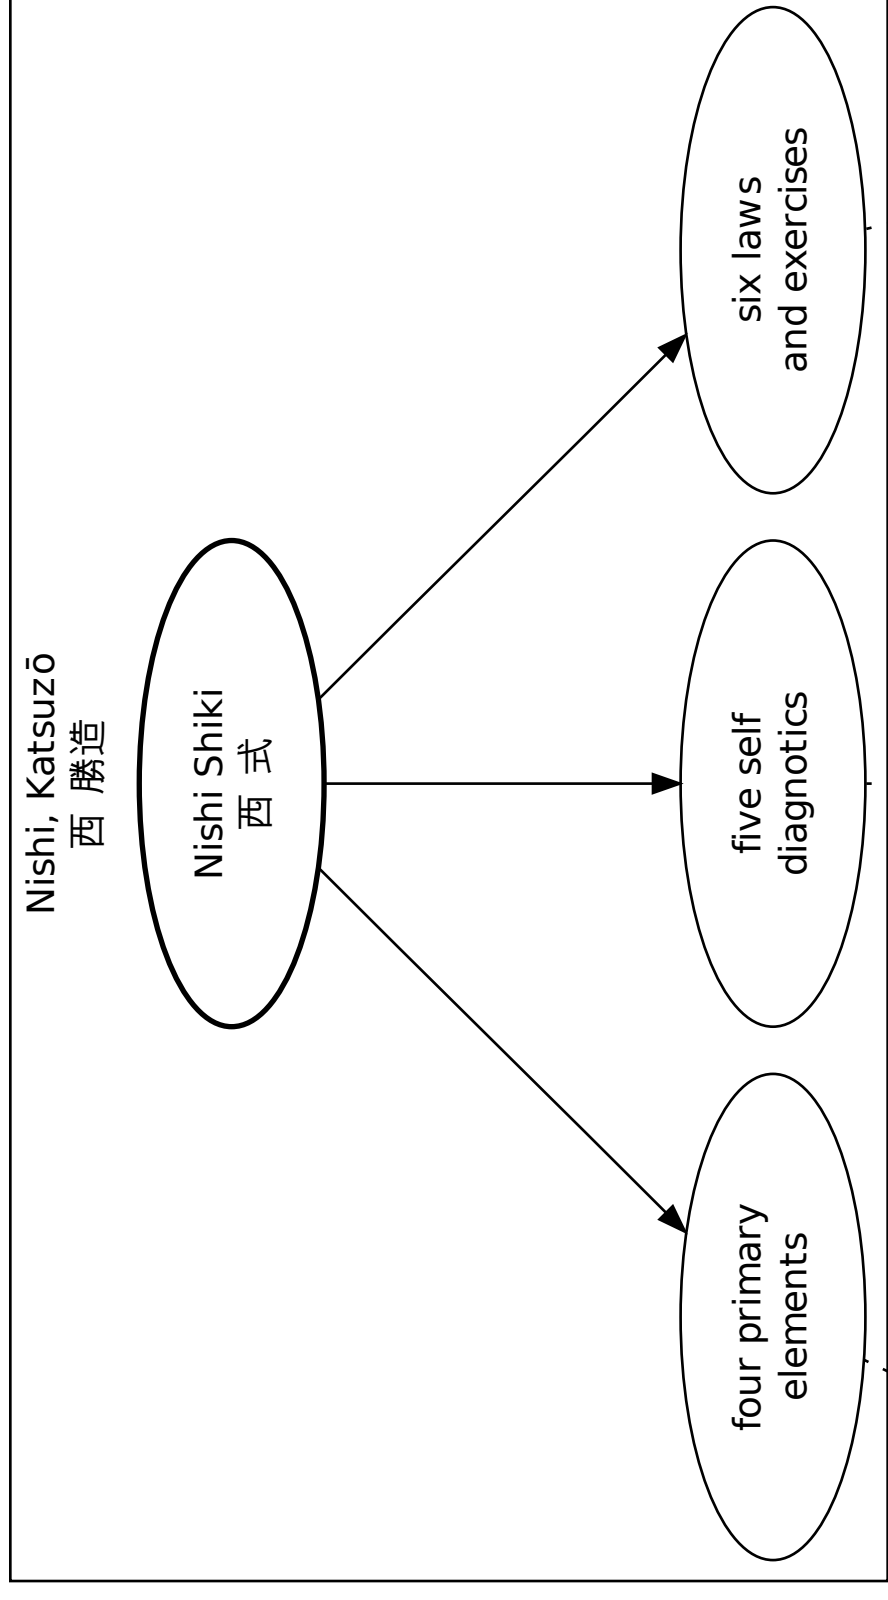 Nishi, Katsuzō
西 勝造
Nishi Shiki
西 式
four primary
elements
five self
diagnotics
six laws
and exercises